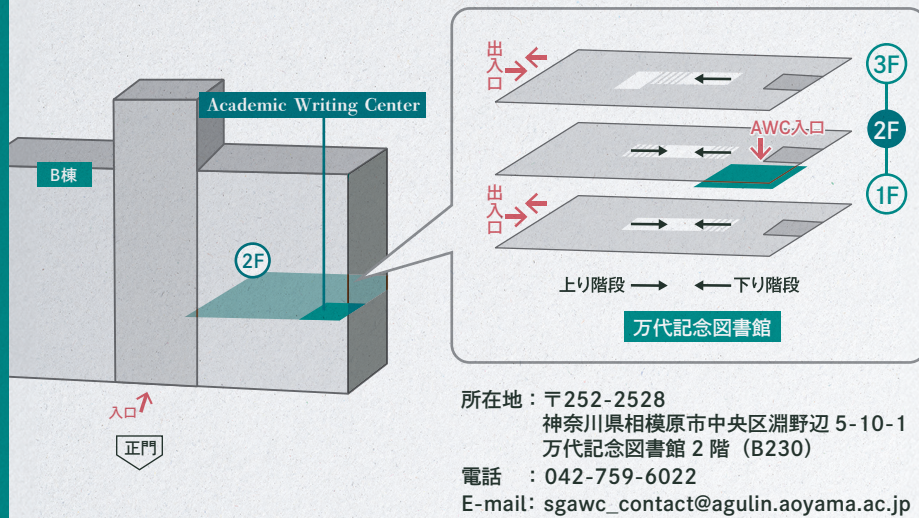 Academic Writing Center
B棟
2F
入口
正門
出入口
3F
AWC入口
2F
出入口
1F
上り階段
下り階段
万代記念図書館
所在地：〒252-2528
神奈川県相模原市中央区淵野辺 5-10-1
万代記念図書館 2 階（B230）
電話　：042-759-6022
E-mail：sgawc_contact@agulin.aoyama.ac.jp